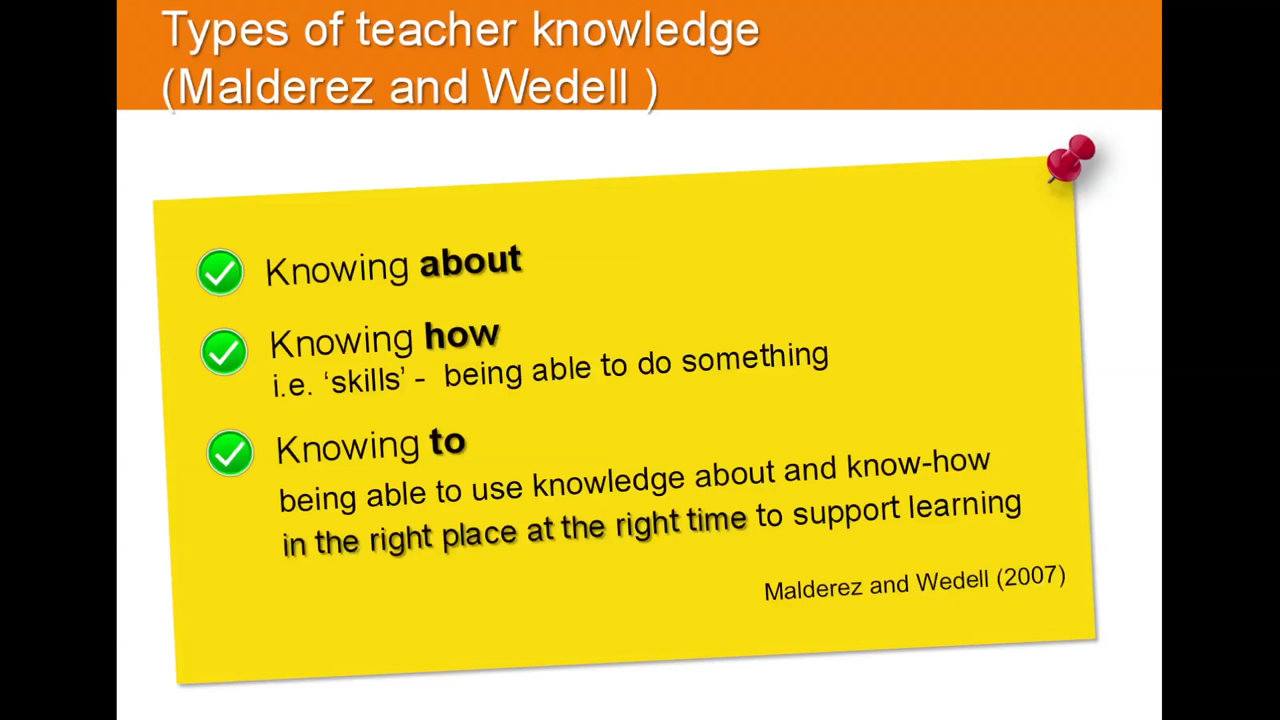 Types of teacher knowledge
(Malderez and Wedell )
Knowing about
Knowing how
i.e. ‘skills’ - being able to do something
Knowing to
being able to use knowledge about and know-how
in the right place at the right time to support learning
Malderez and Wedell (2007)